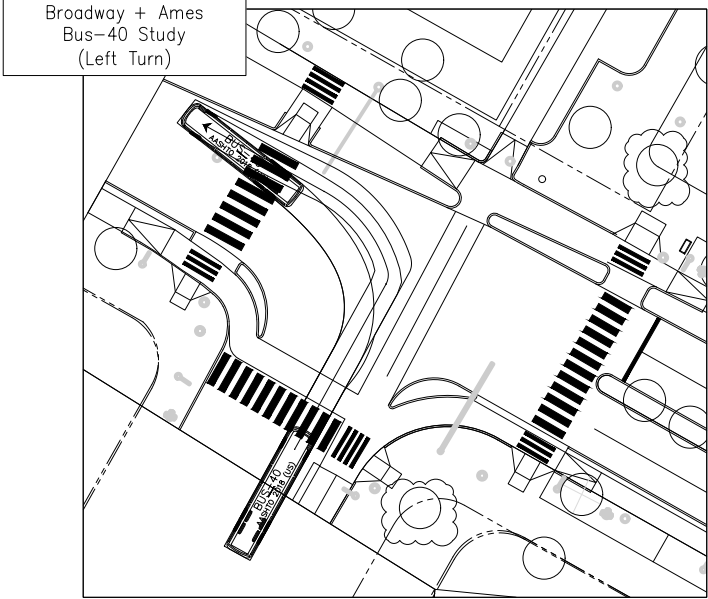 Broadway + Ames
Bus-40 Study
(Left Turn)
BUS-40
AASHTO 2018 (US)